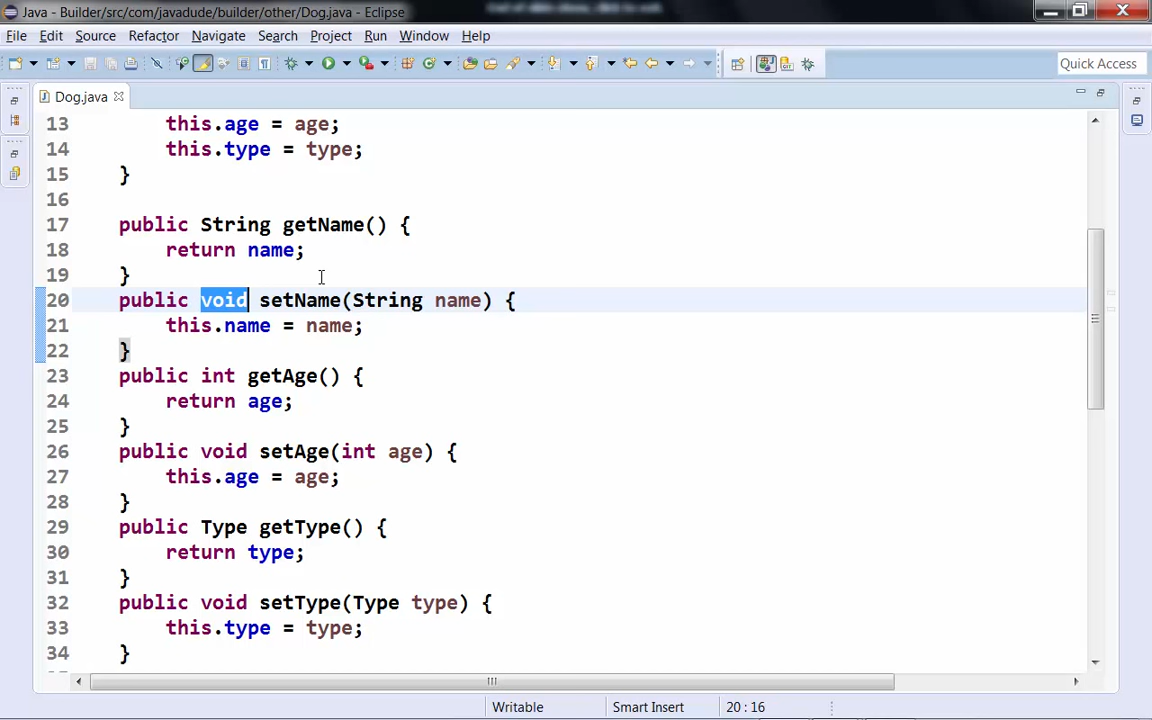 Java - Builder/src/com/javadude/builder/other/Dog.java - Eclipse
File Edit Source Refactor Navigate Search Project Run Window Help
Quick Access
Dog.java
13 this.age = age;
14 this.type = type;
15 }
16
17 public String getName() {
18 return name;
19 }
20 public void setName(String name) {
21 this.name = name;
22 }
23 public int getAge() {
24 return age;
25 }
26 public void setAge(int age) {
27 this.age = age;
28 }
29 public Type getType() {
30 return type;
31 }
32 public void setType(Type type) {
33 this.type = type;
34 }
Writable Smart Insert 20 : 16